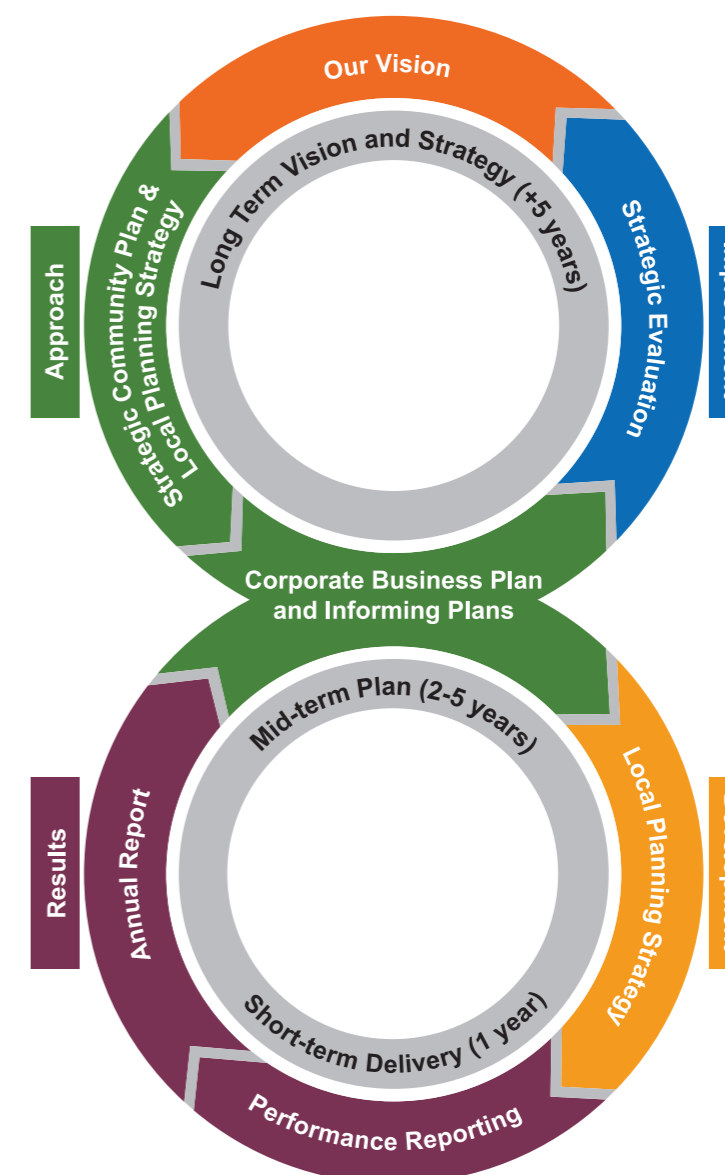 Our Vision
Long Term Vision and Strategy (+5 years)
Approach
Strategic Community Plan &
Local Planning Strategy
Strategic Evaluation
Corporate Business Plan
and Informing Plans
Mid-term Plan (2-5 years)
Results
Annual Report
Local Planning Strategy
Short-term Delivery (1 year)
Performance Reporting